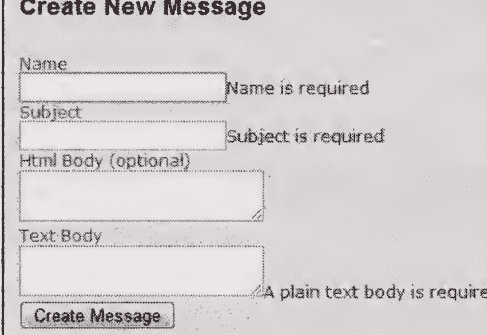 Create New Message
Name
Name is required
Subject
Subject is required
Html Body (optional)
Text Body
A plain text body is require
Create Message